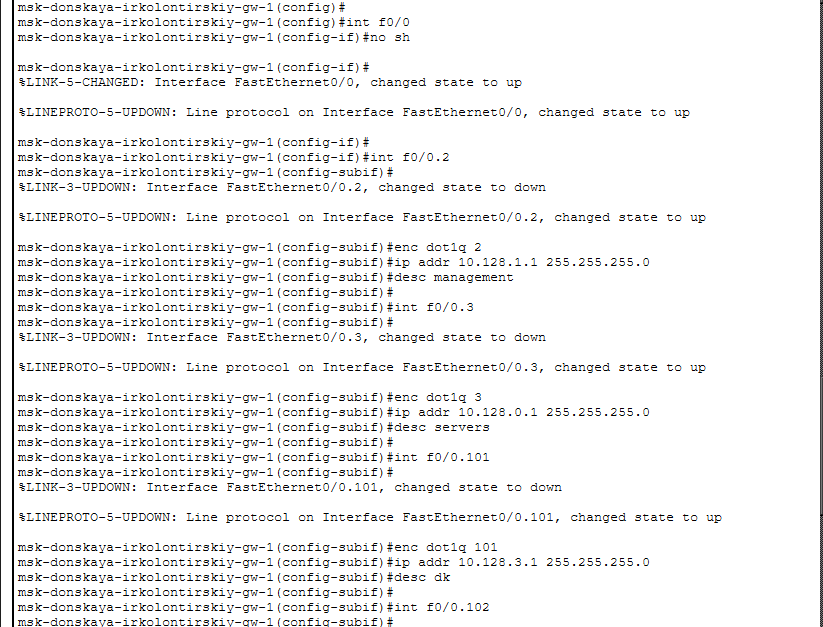 msk-donskaya-irkolontirskiy-gw-1(config)#
msk-donskaya-irkolontirskiy-gw-1(config)#int f0/0
msk-donskaya-irkolontirskiy-gw-1(config-if)#no sh
msk-donskaya-irkolontirskiy-gw-1(config-if)#
%LINK-5-CHANGED: Interface FastEthernet0/0, changed state to up
%LINEPROTO-5-UPDOWN: Line protocol on Interface FastEthernet0/0, changed state to up
msk-donskaya-irkolontirskiy-gw-1(config-if)#
msk-donskaya-irkolontirskiy-gw-1(config-if)#int f0/0.2
msk-donskaya-irkolontirskiy-gw-1(config-subif)#
%LINK-3-UPDOWN: Interface FastEthernet0/0.2, changed state to down
%LINEPROTO-5-UPDOWN: Line protocol on Interface FastEthernet0/0.2, changed state to up
msk-donskaya-irkolontirskiy-gw-1(config-subif)#enc dot1q 2
msk-donskaya-irkolontirskiy-gw-1(config-subif)#ip addr 10.128.1.1 255.255.255.0
msk-donskaya-irkolontirskiy-gw-1(config-subif)#desc management
msk-donskaya-irkolontirskiy-gw-1(config-subif)#
msk-donskaya-irkolontirskiy-gw-1(config-subif)#int f0/0.3
msk-donskaya-irkolontirskiy-gw-1(config-subif)#
%LINK-3-UPDOWN: Interface FastEthernet0/0.3, changed state to down
%LINEPROTO-5-UPDOWN: Line protocol on Interface FastEthernet0/0.3, changed state to up
msk-donskaya-irkolontirskiy-gw-1(config-subif)#enc dot1q 3
msk-donskaya-irkolontirskiy-gw-1(config-subif)#ip addr 10.128.0.1 255.255.255.0
msk-donskaya-irkolontirskiy-gw-1(config-subif)#desc servers
msk-donskaya-irkolontirskiy-gw-1(config-subif)#
msk-donskaya-irkolontirskiy-gw-1(config-subif)#int f0/0.101
msk-donskaya-irkolontirskiy-gw-1(config-subif)#
%LINK-3-UPDOWN: Interface FastEthernet0/0.101, changed state to down
%LINEPROTO-5-UPDOWN: Line protocol on Interface FastEthernet0/0.101, changed state to up
msk-donskaya-irkolontirskiy-gw-1(config-subif)#enc dot1q 101
msk-donskaya-irkolontirskiy-gw-1(config-subif)#ip addr 10.128.3.1 255.255.255.0
msk-donskaya-irkolontirskiy-gw-1(config-subif)#desc dk
msk-donskaya-irkolontirskiy-gw-1(config-subif)#
msk-donskaya-irkolontirskiy-gw-1(config-subif)#int f0/0.102
msk-donskaya-irkolontirskiy-gw-1(config-subif)#